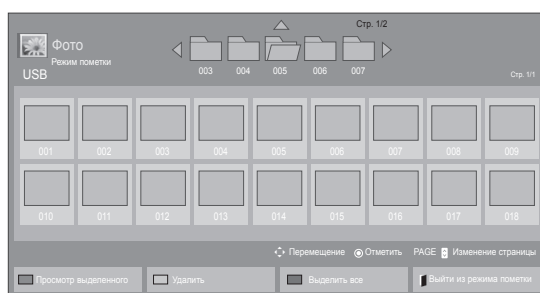 Стр. 1/2
Фото
Режим пометки
USB
003 004 005 006 007
Стр. 1/1
001 002 003 004 005 006 007 008 009
010 011 012 013 014 015 016 017 018
Перемещение Отметить PAGE Изменение страницы
Просмотр выделенного Удалить Выделить все Выйти из режима пометки